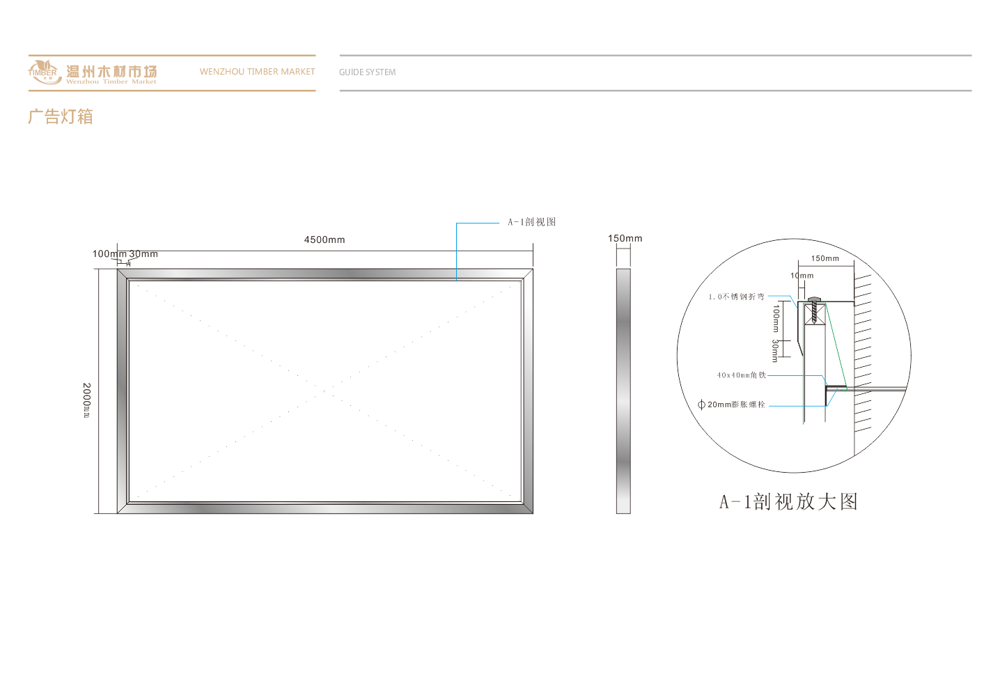 TIMBER
温州木材市场
Wenzhou Timber Market
WENZHOU TIMBER MARKET
GUIDE SYSTEM
广告灯箱
A-1剖视图
4500mm
100mm 30mm
2000mm
150mm
150mm
10mm
1.0不锈钢折弯
100mm
30mm
40x40mm角铁
ϕ20mm膨胀螺栓
A-1剖视放大图